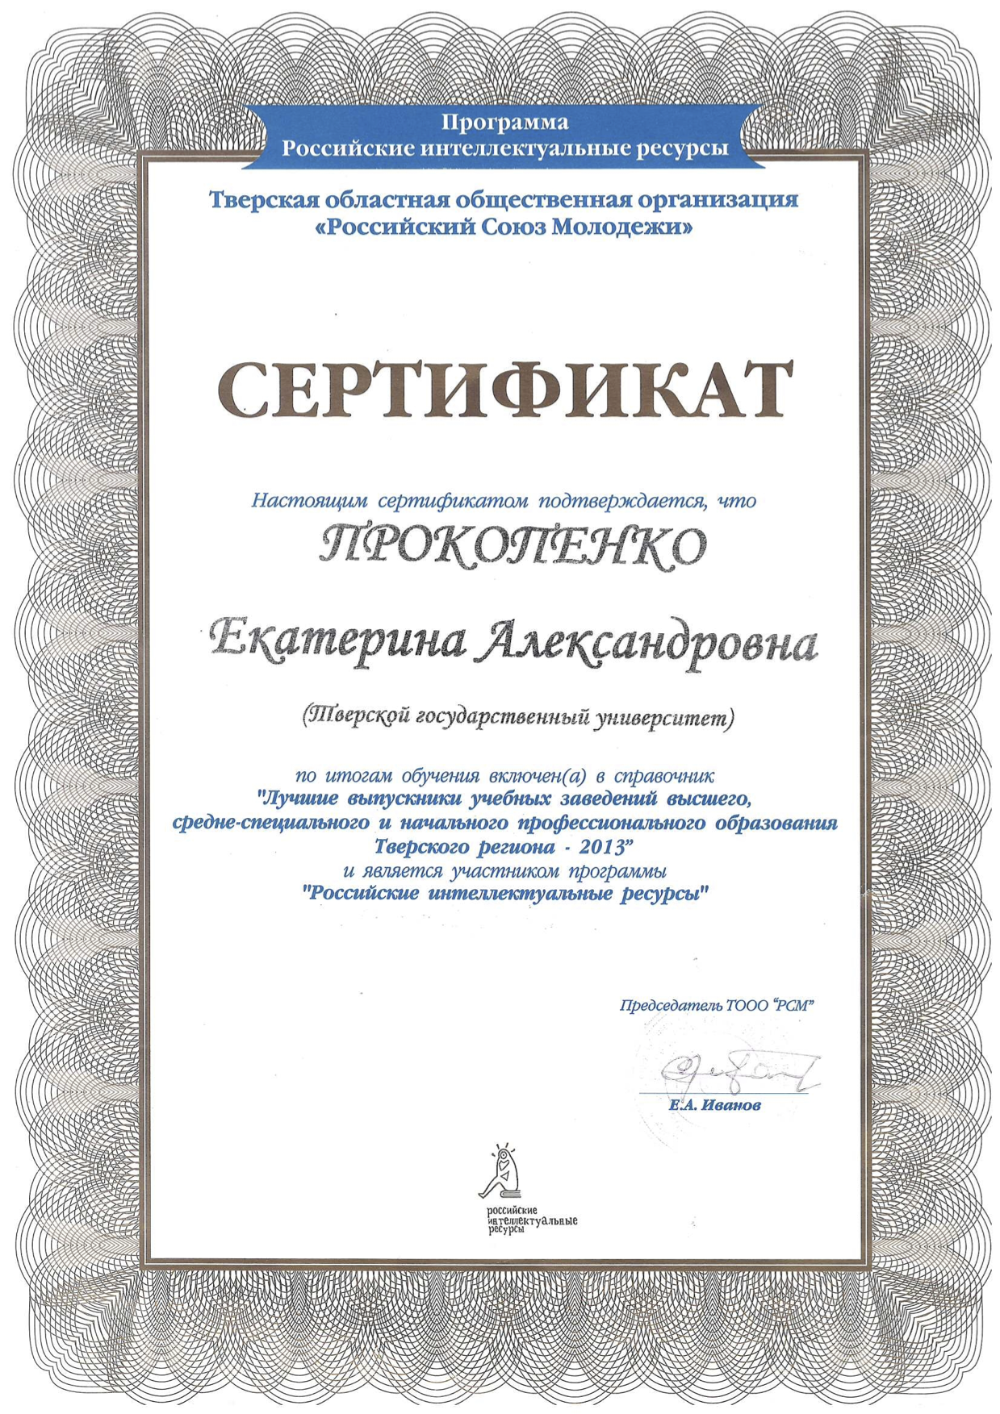 Программа
Российские интеллектуальные ресурсы
Тверская областная общественная организация
«Российский Союз Молодежи»
СЕРТИФИКАТ
Настоящим сертификатом подтверждается, что
ПРОКОПЕНКО
Екатерина Александровна
(Тверской государственный университет)
по итогам обучения включен(а) в справочник
"Лучшие выпускники учебных заведений высшего,
средне-специального и начального профессионального образования
Тверского региона - 2013”
и является участником программы
"Российские интеллектуальные ресурсы"
Председатель ТООО “РСМ”
Е.А. Иванов
российские
интеллектуальные
ресурсы